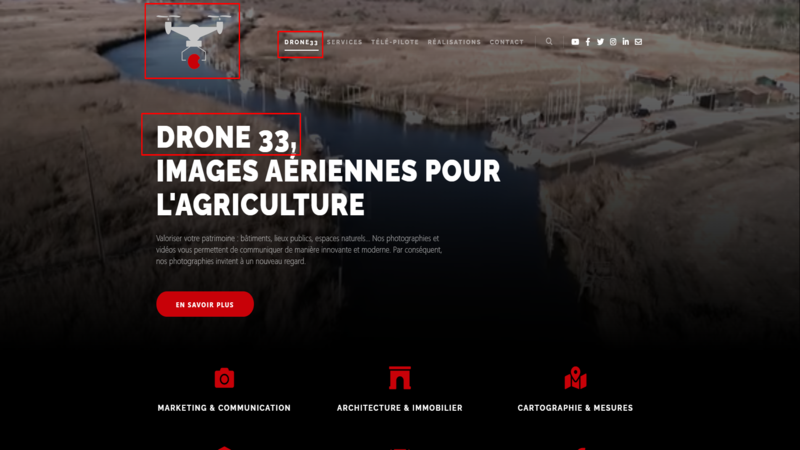 DRONE33 SERVICES TÉLÉ-PILOTE RÉALISATIONS CONTACT
DRONE 33,
IMAGES AÉRIENNES POUR
L'AGRICULTURE
Valoriser votre patrimoine : bâtiments, lieux publics, espaces naturels... Nos photographies et
vidéos vous permettent de communiquer de manière innovante et moderne. Par conséquent,
nos photographies invitent à un nouveau regard.
EN SAVOIR PLUS
MARKETING & COMMUNICATION
ARCHITECTURE & IMMOBILIER
CARTOGRAPHIE & MESURES